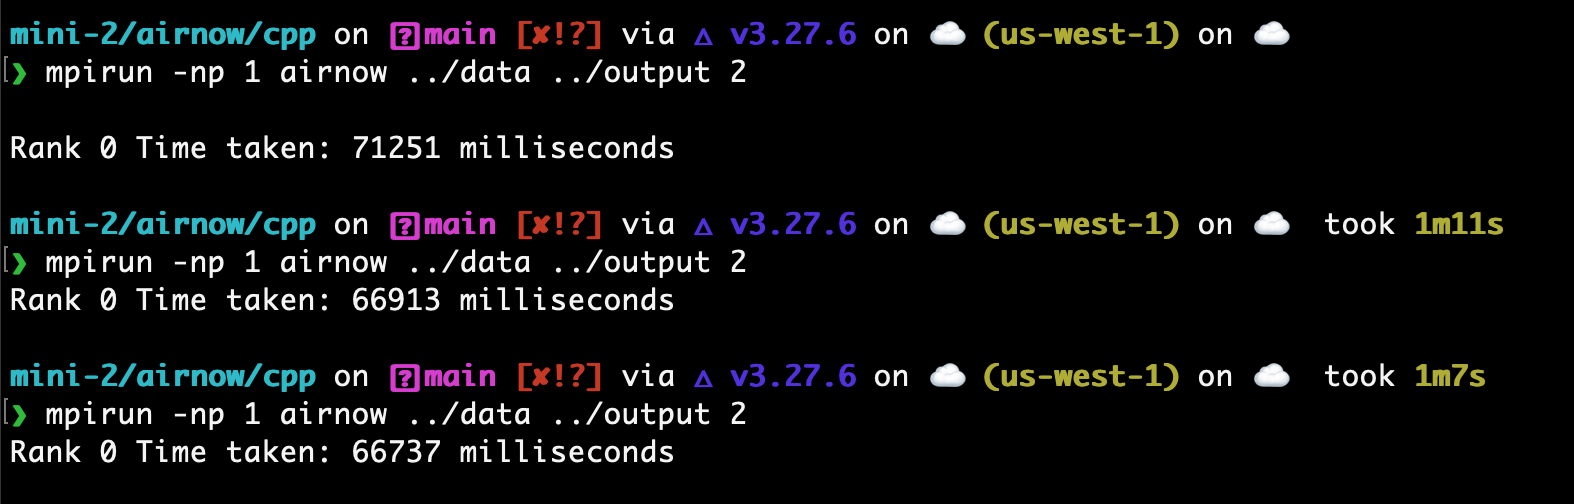 mini-2/airnow/cpp on ?main [✘!?] via △ v3.27.6 on ☁️ (us-west-1) on ☁️
[❯ mpirun -np 1 airnow ../data ../output 2
Rank 0 Time taken: 71251 milliseconds
mini-2/airnow/cpp on ?main [✘!?] via △ v3.27.6 on ☁️ (us-west-1) on ☁️ took 1m11s
[❯ mpirun -np 1 airnow ../data ../output 2
Rank 0 Time taken: 66913 milliseconds
mini-2/airnow/cpp on ?main [✘!?] via △ v3.27.6 on ☁️ (us-west-1) on ☁️ took 1m7s
[❯ mpirun -np 1 airnow ../data ../output 2
Rank 0 Time taken: 66737 milliseconds